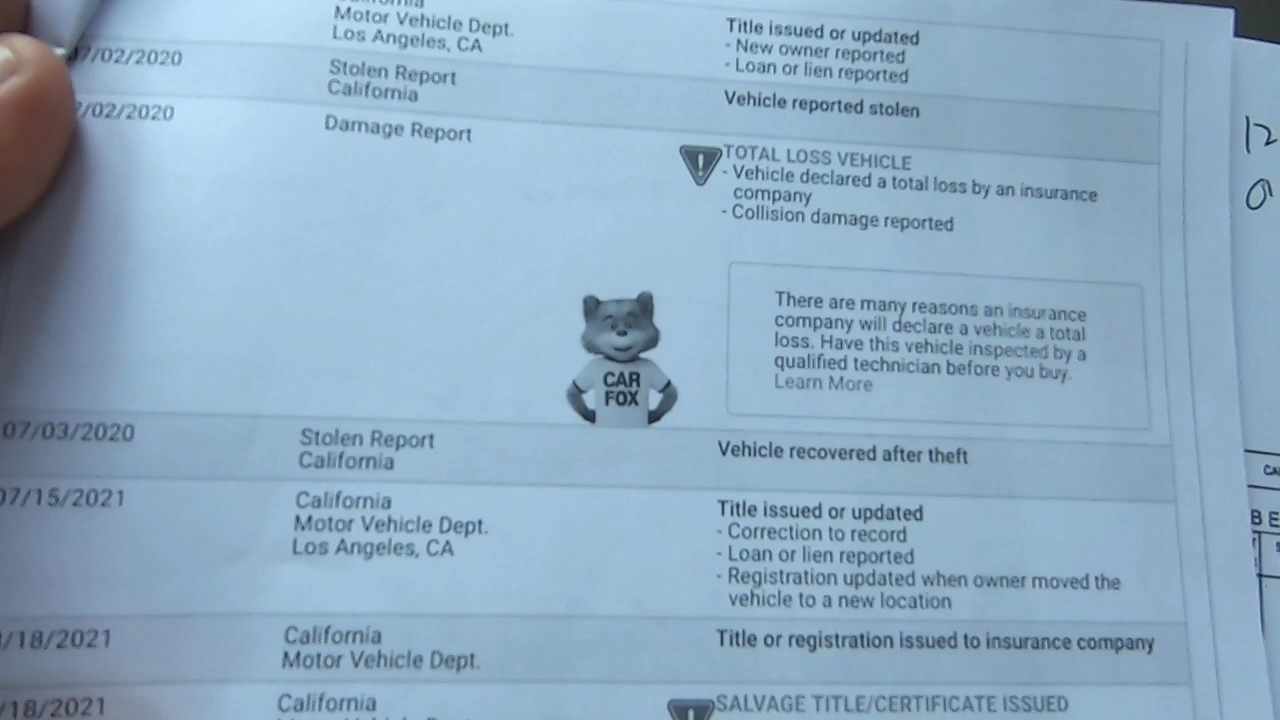 Motor Vehicle Dept.
Los Angeles, CA
Title issued or updated
- New owner reported
- Loan or lien reported
7/02/2020
Stolen Report
California
Vehicle reported stolen
/02/2020
Damage Report
TOTAL LOSS VEHICLE
- Vehicle declared a total loss by an insurance
company
- Collision damage reported
There are many reasons an insurance
company will declare a vehicle a total
loss. Have this vehicle inspected by a
qualified technician before you buy.
Learn More
CAR
FOX
07/03/2020
Stolen Report
California
Vehicle recovered after theft
07/15/2021
California
Motor Vehicle Dept.
Los Angeles, CA
Title issued or updated
- Correction to record
- Loan or lien reported
- Registration updated when owner moved the
vehicle to a new location
/18/2021
California
Motor Vehicle Dept.
Title or registration issued to insurance company
/18/2021
California
SALVAGE TITLE/CERTIFICATE ISSUED
12